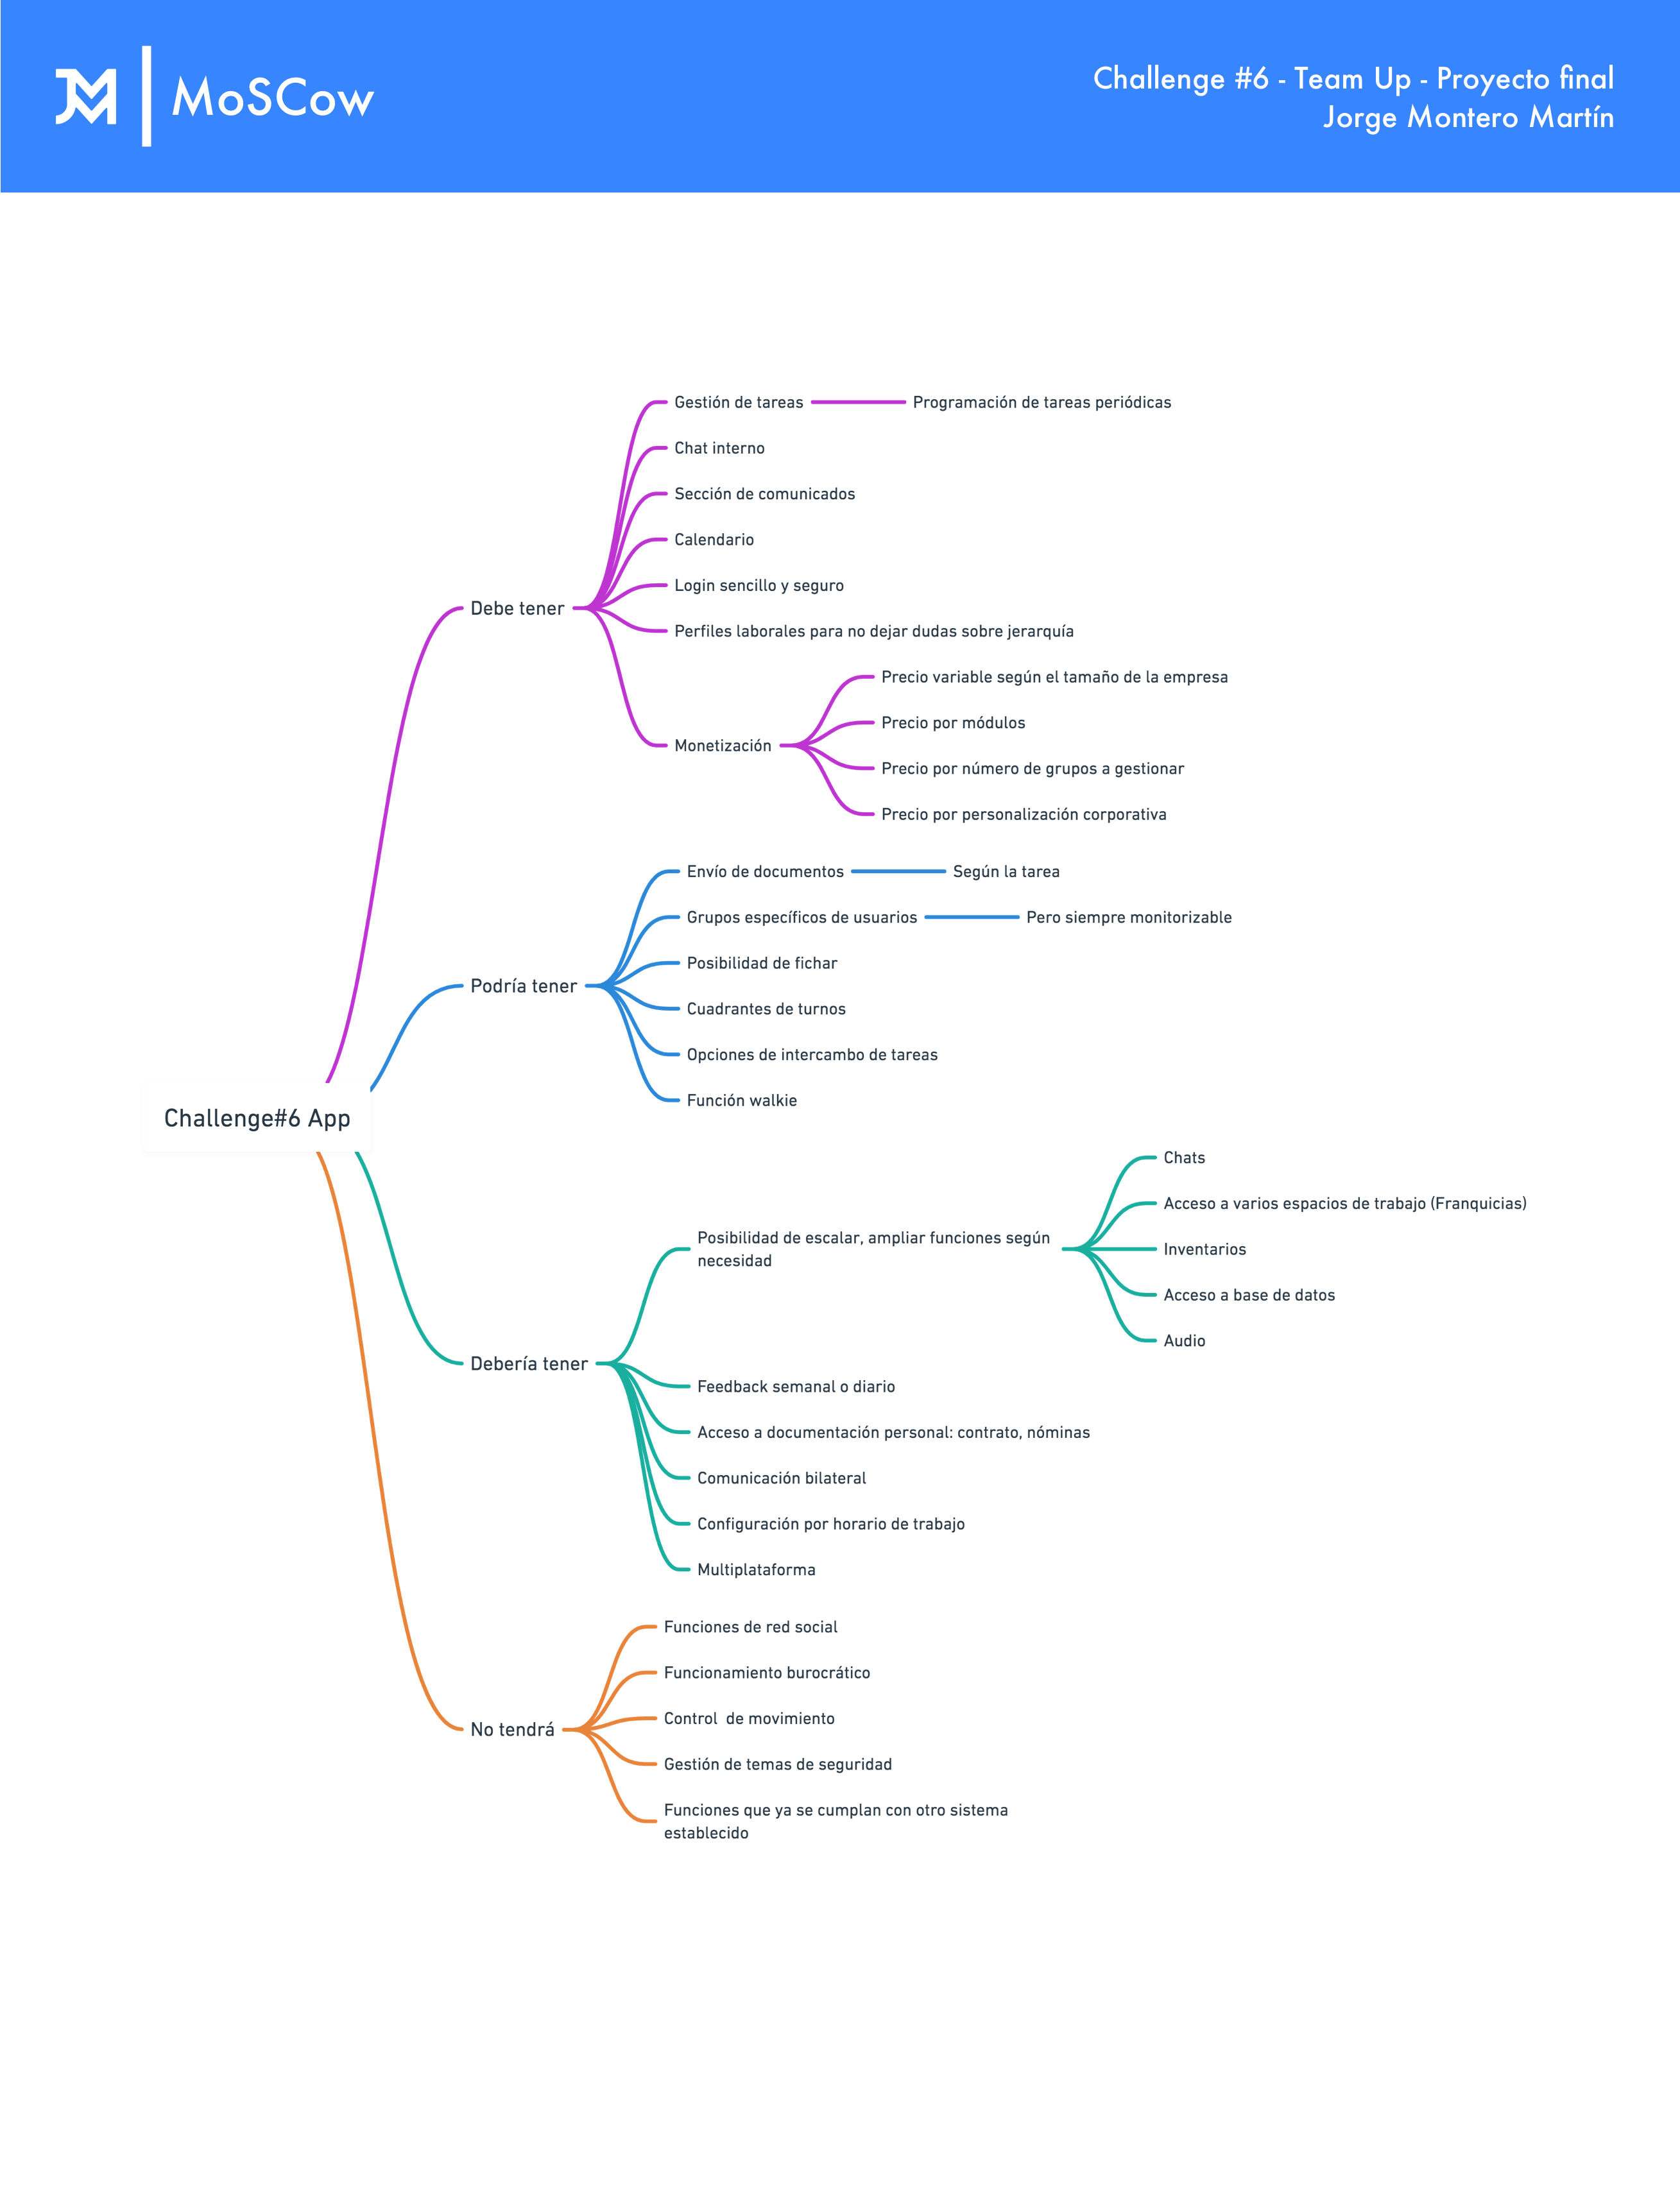 JM
MoSCow
Challenge #6 - Team Up - Proyecto final
Jorge Montero Martín
Challenge#6 App
Debe tener
Gestión de tareas
Programación de tareas periódicas
Chat interno
Sección de comunicados
Calendario
Login sencillo y seguro
Perfiles laborales para no dejar dudas sobre jerarquía
Monetización
Precio variable según el tamaño de la empresa
Precio por módulos
Precio por número de grupos a gestionar
Precio por personalización corporativa
Podría tener
Envío de documentos
Según la tarea
Grupos específicos de usuarios
Pero siempre monitorizable
Posibilidad de fichar
Cuadrantes de turnos
Opciones de intercambo de tareas
Función walkie
Debería tener
Posibilidad de escalar, ampliar funciones según
necesidad
Chats
Acceso a varios espacios de trabajo (Franquicias)
Inventarios
Acceso a base de datos
Audio
Feedback semanal o diario
Acceso a documentación personal: contrato, nóminas
Comunicación bilateral
Configuración por horario de trabajo
Multiplataforma
No tendrá
Funciones de red social
Funcionamiento burocrático
Control  de movimiento
Gestión de temas de seguridad
Funciones que ya se cumplan con otro sistema
establecido